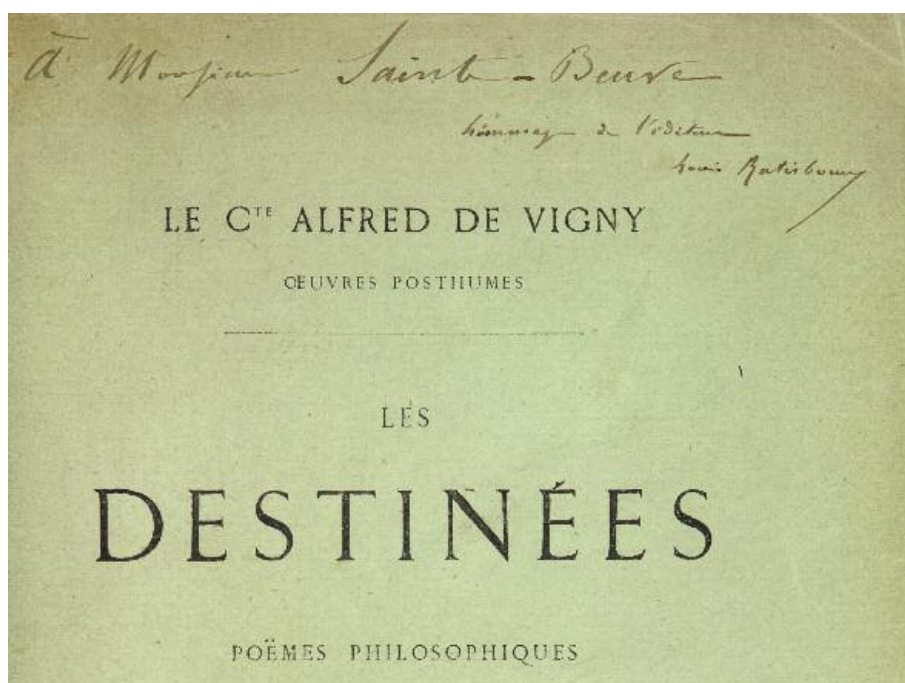 à Monsieur Sainte-Beuve
hommage de l'éditeur
Louis Ratisbonne
LE CTE ALFRED DE VIGNY
ŒUVRES POSTHUMES
LES
DESTINÉES
POËMES PHILOSOPHIQUES